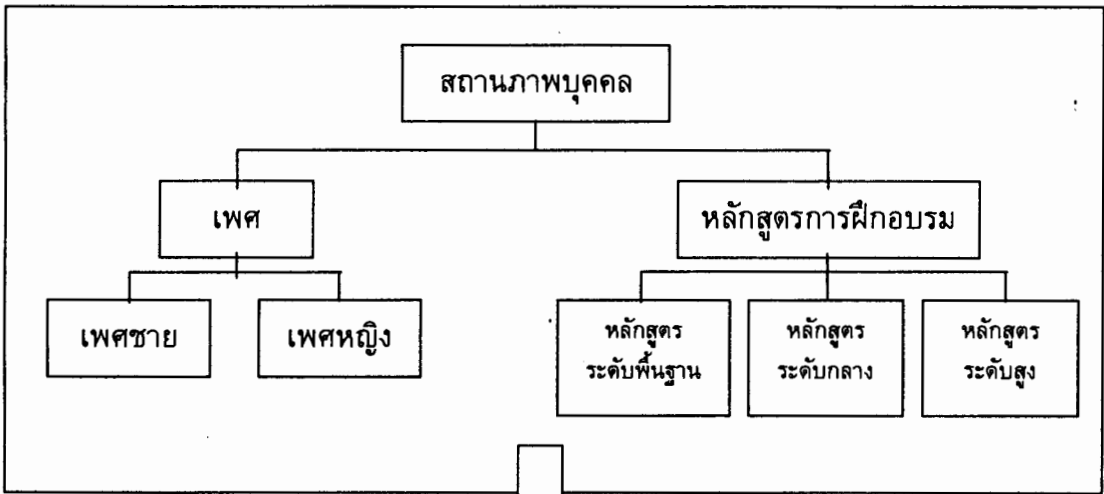 สถานภาพบุคคล
เพศ
หลักสูตรการฝึกอบรม
เพศชาย
เพศหญิง
หลักสูตร
ระดับพื้นฐาน
หลักสูตร
ระดับกลาง
หลักสูตร
ระดับสูง